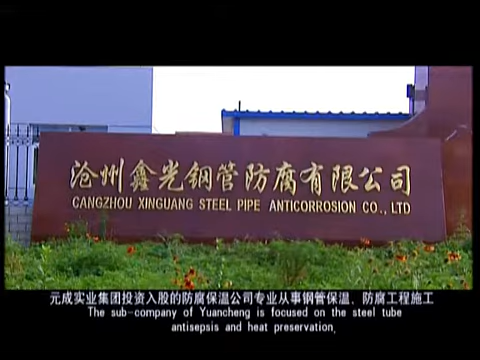 沧州鑫光钢管防腐有限公司
CANGZHOU XINGUANG STEEL PIPE ANTICORROSION CO., LTD
元成实业集团投资入股的防腐保温公司专业从事钢管保温、防腐工程施工
The sub-company of Yuancheng is focused on the steel tube
antisepsis and heat preservation.